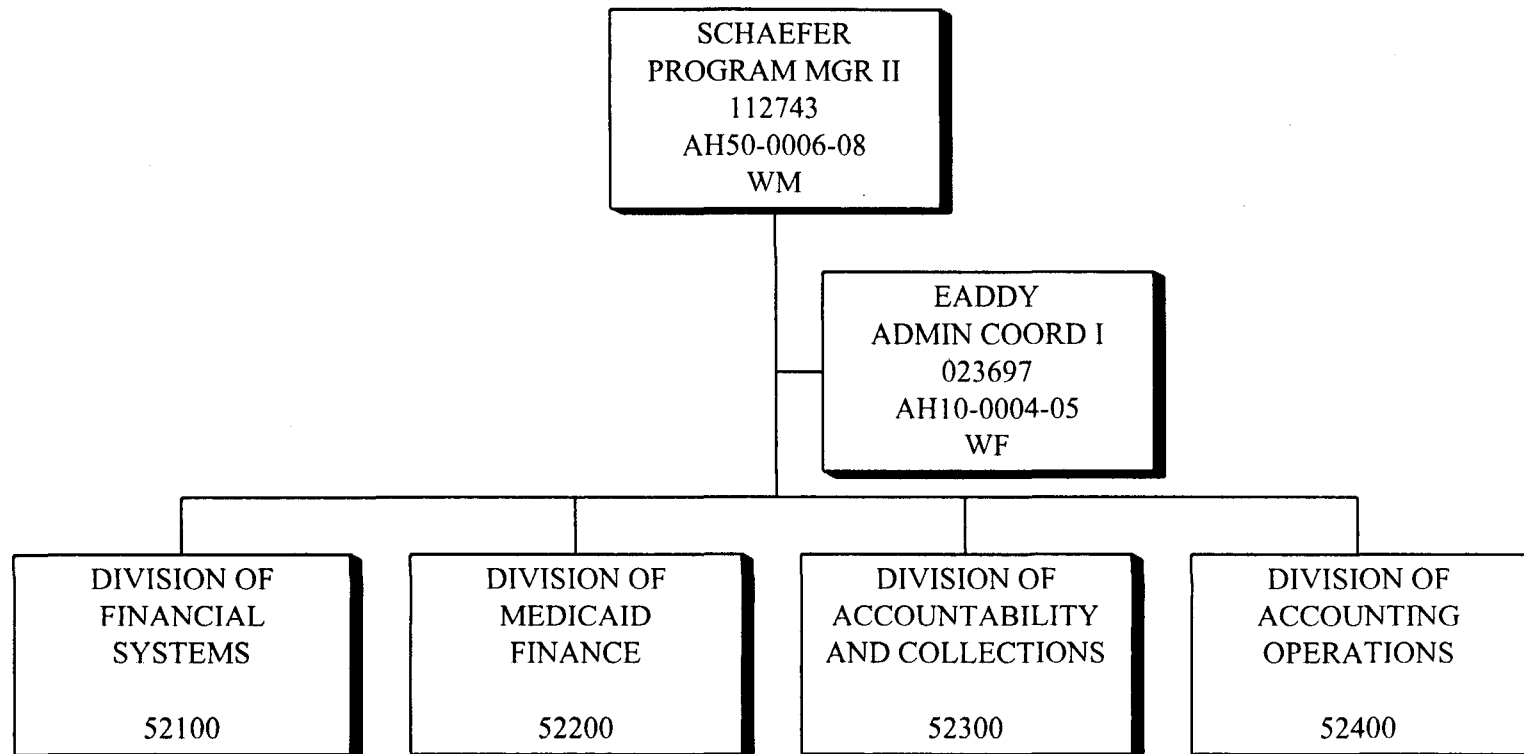 SCHAEFER
PROGRAM MGR II
112743
AH50-0006-08
WM
EADDY
ADMIN COORD I
023697
AH10-0004-05
WF
DIVISION OF
FINANCIAL
SYSTEMS
52100
DIVISION OF
MEDICAID
FINANCE
52200
DIVISION OF
ACCOUNTABILITY
AND COLLECTIONS
52300
DIVISION OF
ACCOUNTING
OPERATIONS
52400